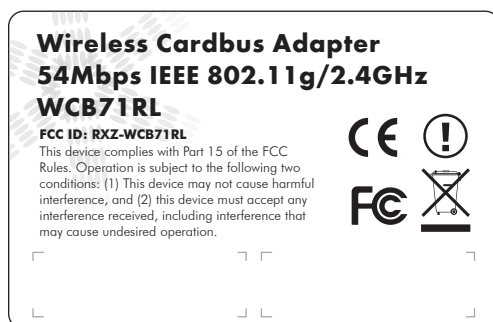 Wireless Cardbus Adapter
54Mbps IEEE 802.11g/2.4GHz
WCB71RL
FCC ID: RXZ-WCB71RL
This device complies with Part 15 of the FCC
Rules. Operation is subject to the following two
conditions: (1) This device may not cause harmful
interference, and (2) this device must accept any
interference received, including interference that
may cause undesired operation.
CE !
FC